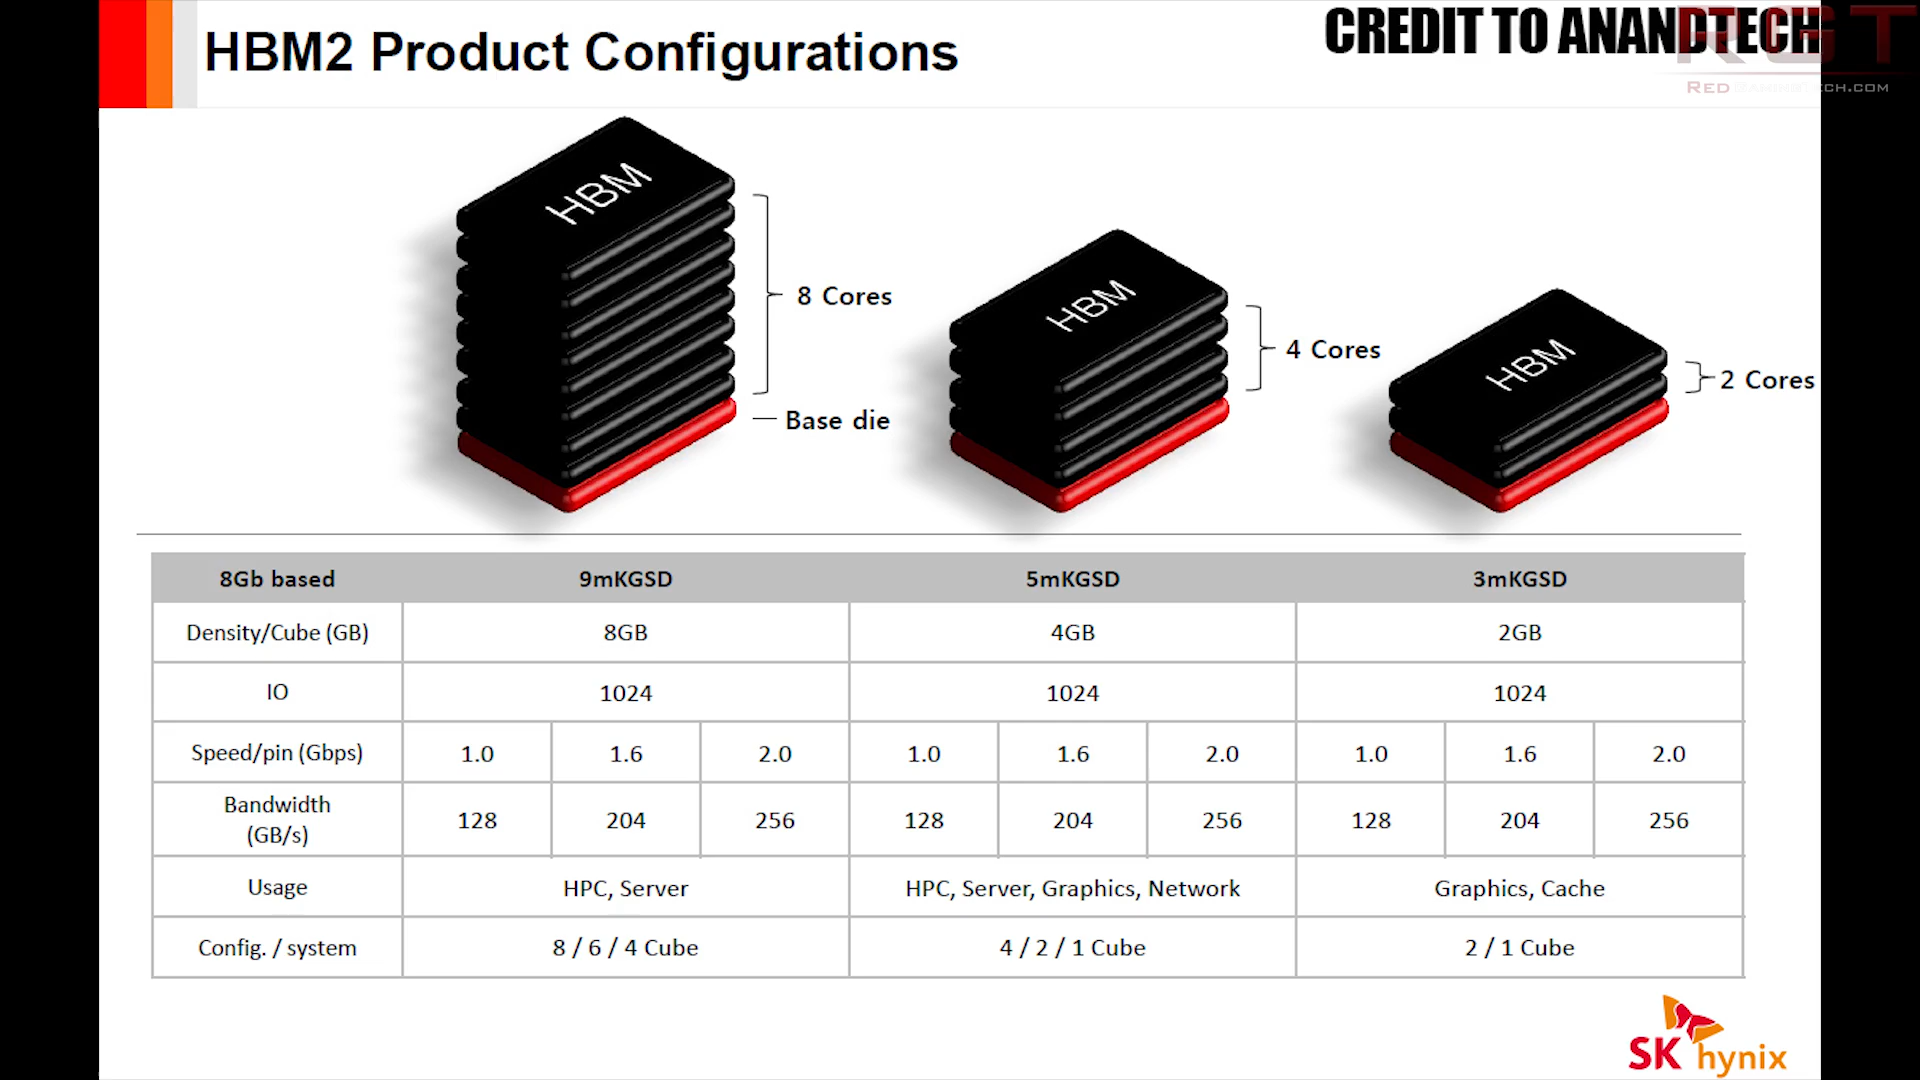 HBM2 Product Configurations
CREDIT TO ANANDTECH
RGT
REDGAMINGTECH.COM
HBM
8 Cores
Base die
HBM
4 Cores
HBM
2 Cores
8Gb based 9mKGSD 5mKGSD 3mKGSD
Density/Cube (GB) 8GB 4GB 2GB
IO 1024 1024 1024
Speed/pin (Gbps) 1.0 1.6 2.0 1.0 1.6 2.0 1.0 1.6 2.0
Bandwidth
(GB/s) 128 204 256 128 204 256 128 204 256
Usage HPC, Server HPC, Server, Graphics, Network Graphics, Cache
Config. / system 8 / 6 / 4 Cube 4 / 2 / 1 Cube 2 / 1 Cube
SK hynix